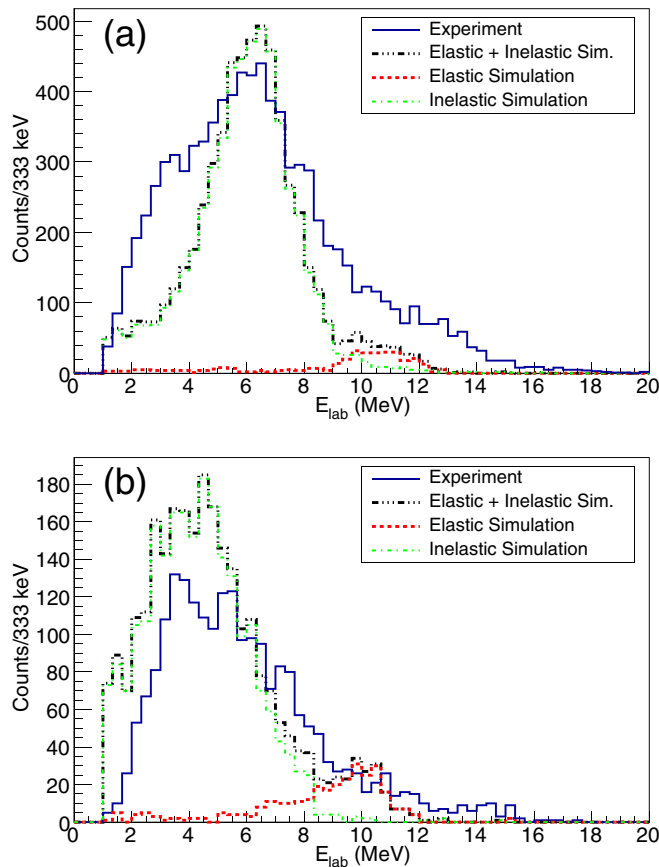 (a)
Experiment
Elastic + Inelastic Sim.
Elastic Simulation
Inelastic Simulation
Counts/333 keV
500
400
300
200
100
0
0 2 4 6 8 10 12 14 16 18 20
E_lab (MeV)
(b)
Experiment
Elastic + Inelastic Sim.
Elastic Simulation
Inelastic Simulation
Counts/333 keV
180
160
140
120
100
80
60
40
20
0
0 2 4 6 8 10 12 14 16 18 20
E_lab (MeV)